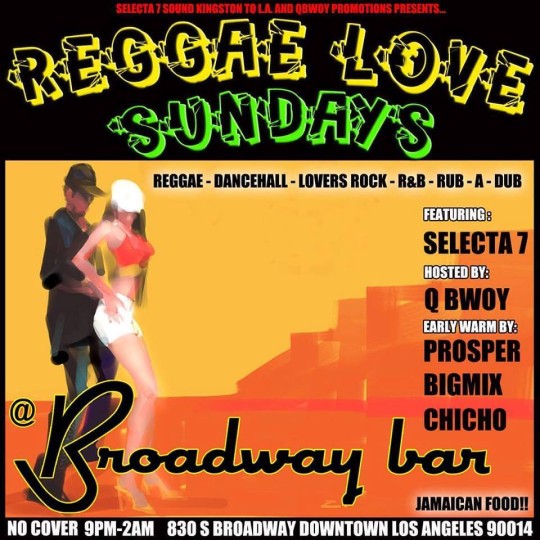 SELECTA 7 SOUND KINGSTON TO L.A. AND QBWOY PROMOTIONS PRESENTS...
REGGAE LOVE
SUNDAYS
REGGAE - DANCEHALL - LOVERS ROCK - R&B - RUB - A - DUB
FEATURING:
SELECTA 7
HOSTED BY:
Q BWOY
EARLY WARM BY:
PROSPER
BIGMIX
CHICHO
@ Broadway bar
JAMAICAN FOOD!!
NO COVER 9PM-2AM 830 S BROADWAY DOWNTOWN LOS ANGELES 90014